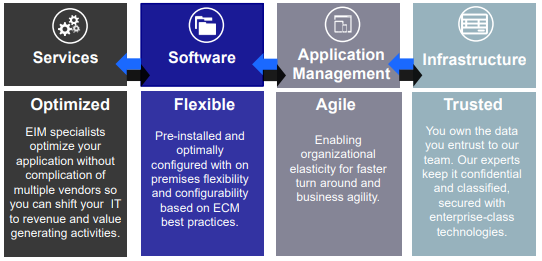 Services
Software
Application
Management
Infrastructure
Optimized
EIM specialists
optimize your
application without
complication of
multiple vendors so
you can shift your IT
to revenue and value
generating activities.
Flexible
Pre-installed and
optimally
configured with on
premises flexibility
and configurability
based on ECM
best practices.
Agile
Enabling
organizational
elasticity for faster
turn around and
business agility.
Trusted
You own the data
you entrust to our
team. Our experts
keep it confidential
and classified,
secured with
enterprise-class
technologies.